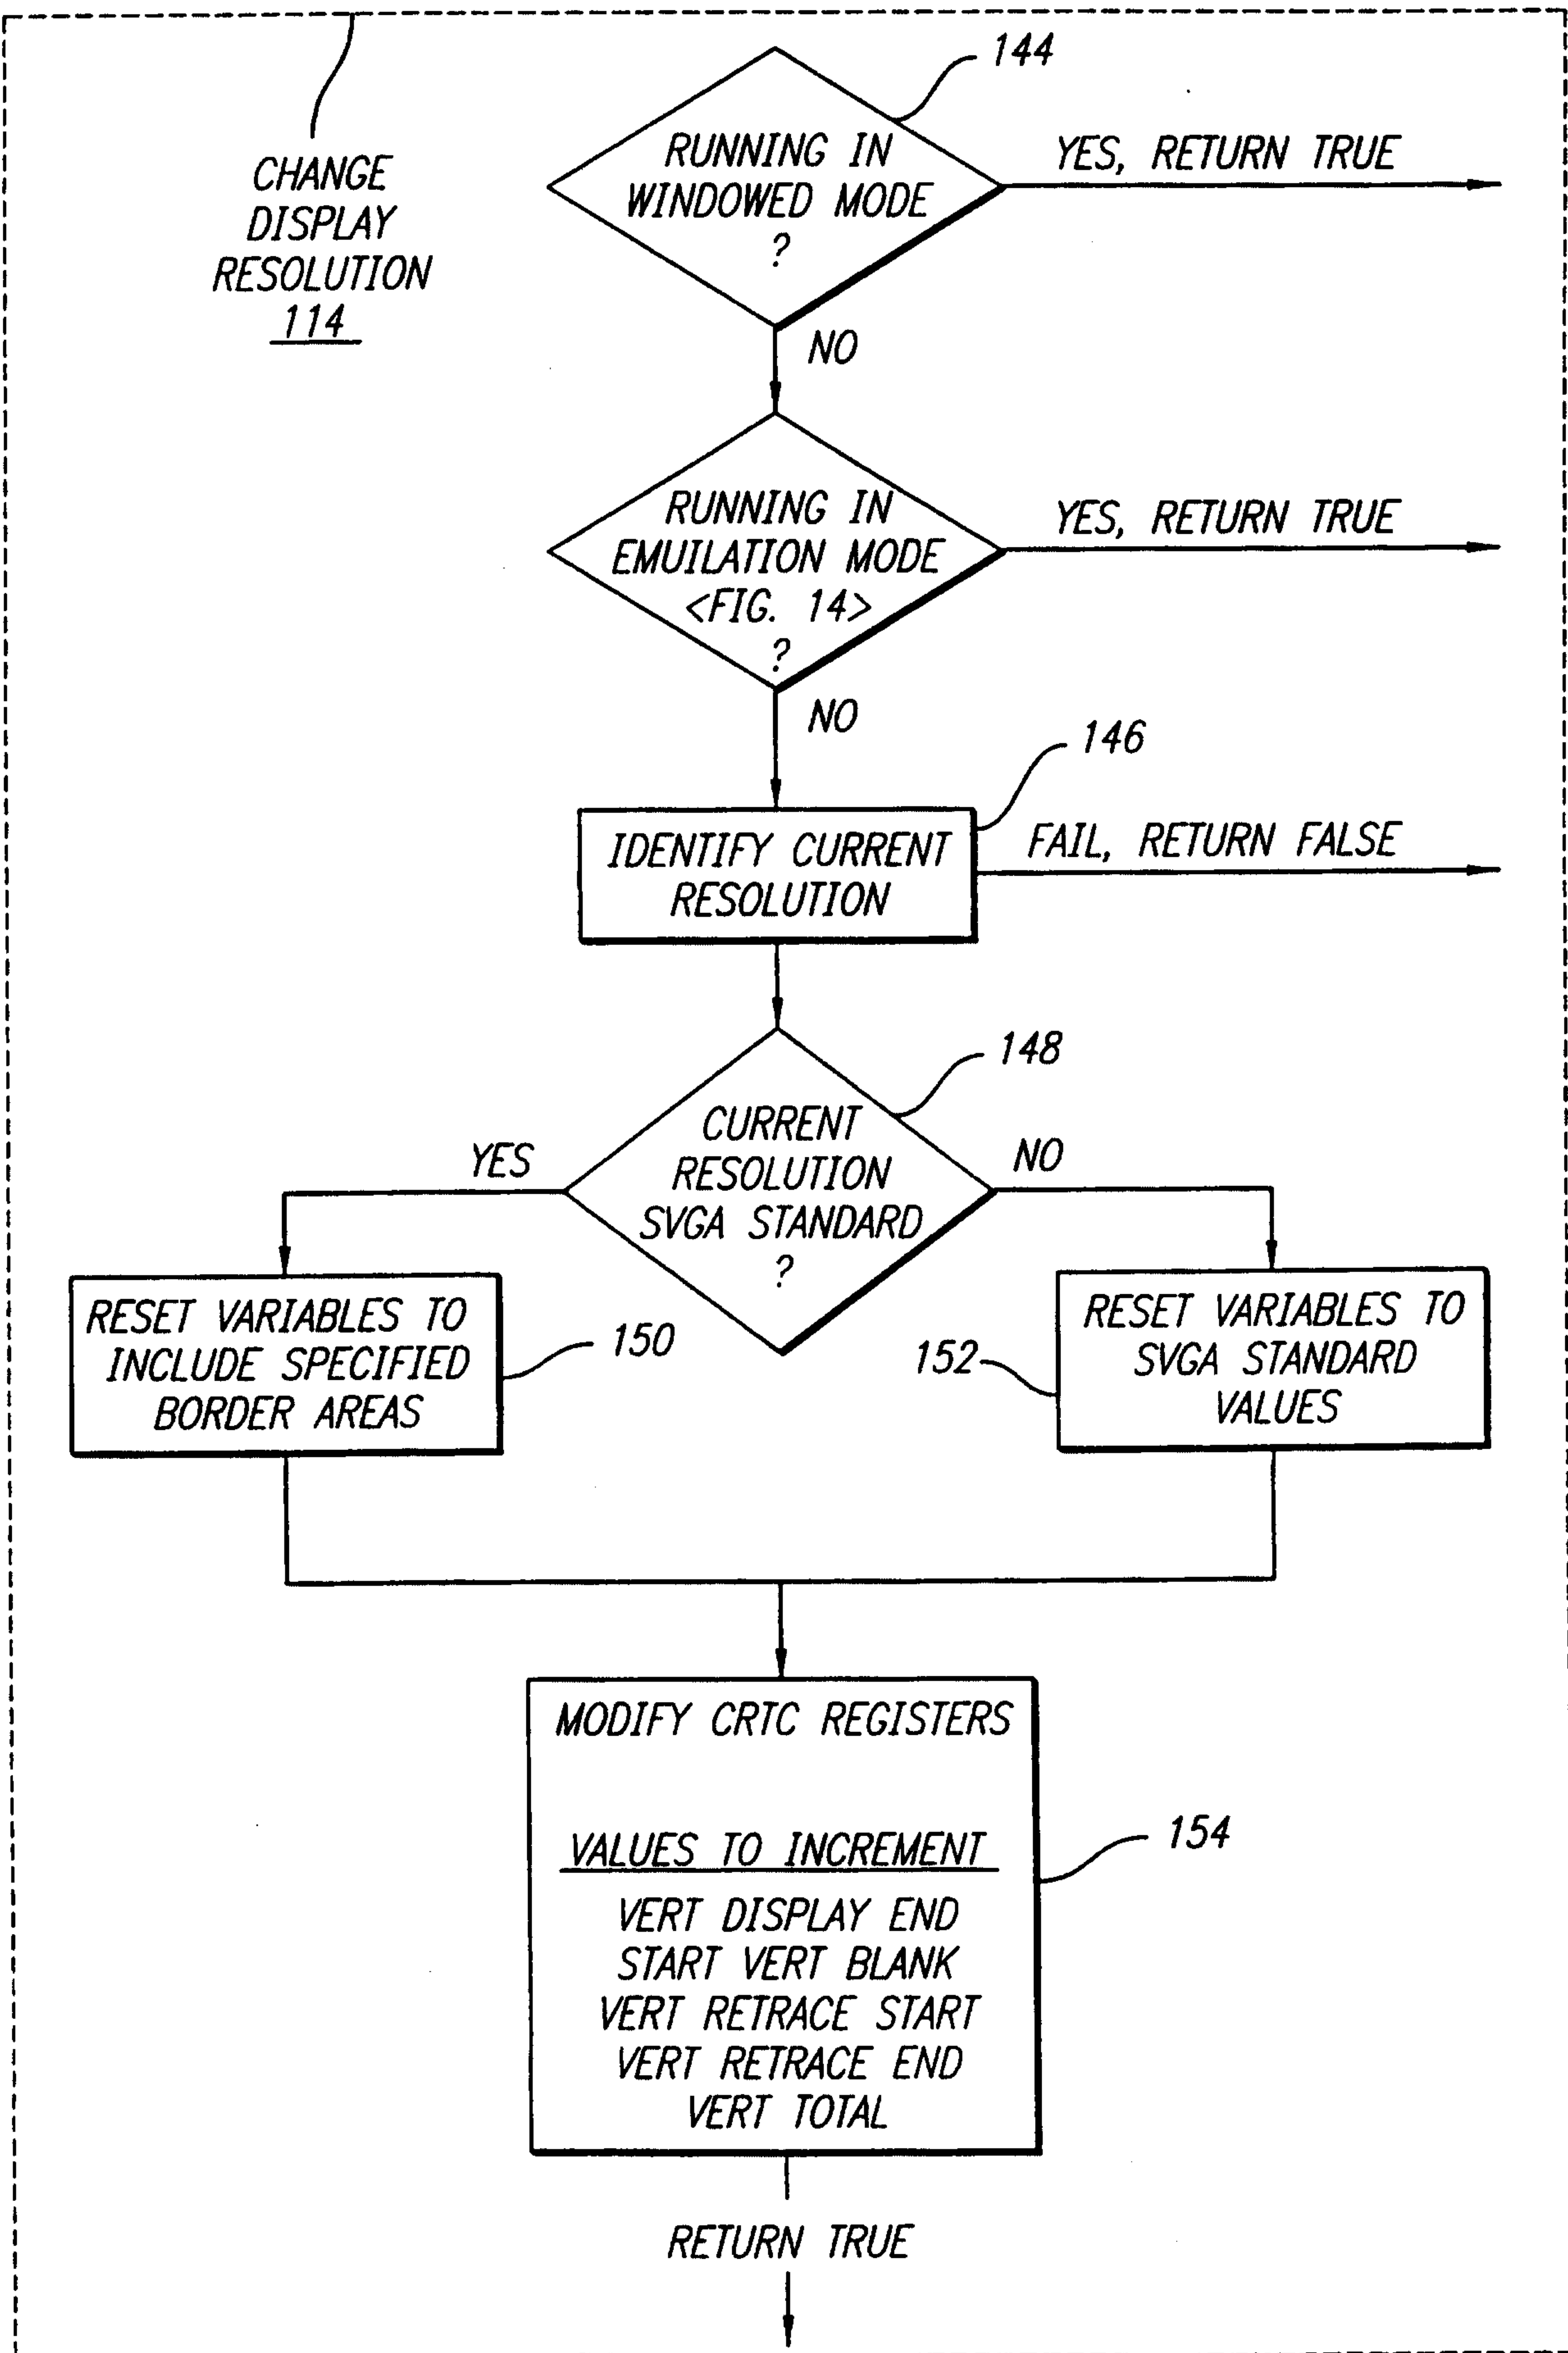 144
RUNNING IN
WINDOWED MODE
?
YES, RETURN TRUE
CHANGE
DISPLAY
RESOLUTION
114
NO
RUNNING IN
EMUILATION MODE
<FIG. 14>
?
YES, RETURN TRUE
NO
146
IDENTIFY CURRENT
RESOLUTION
FAIL, RETURN FALSE
148
CURRENT
RESOLUTION
SVGA STANDARD
?
YES
NO
RESET VARIABLES TO
INCLUDE SPECIFIED
BORDER AREAS
150
152
RESET VARIABLES TO
SVGA STANDARD
VALUES
MODIFY CRTC REGISTERS
VALUES TO INCREMENT
VERT DISPLAY END
START VERT BLANK
VERT RETRACE START
VERT RETRACE END
VERT TOTAL
154
RETURN TRUE